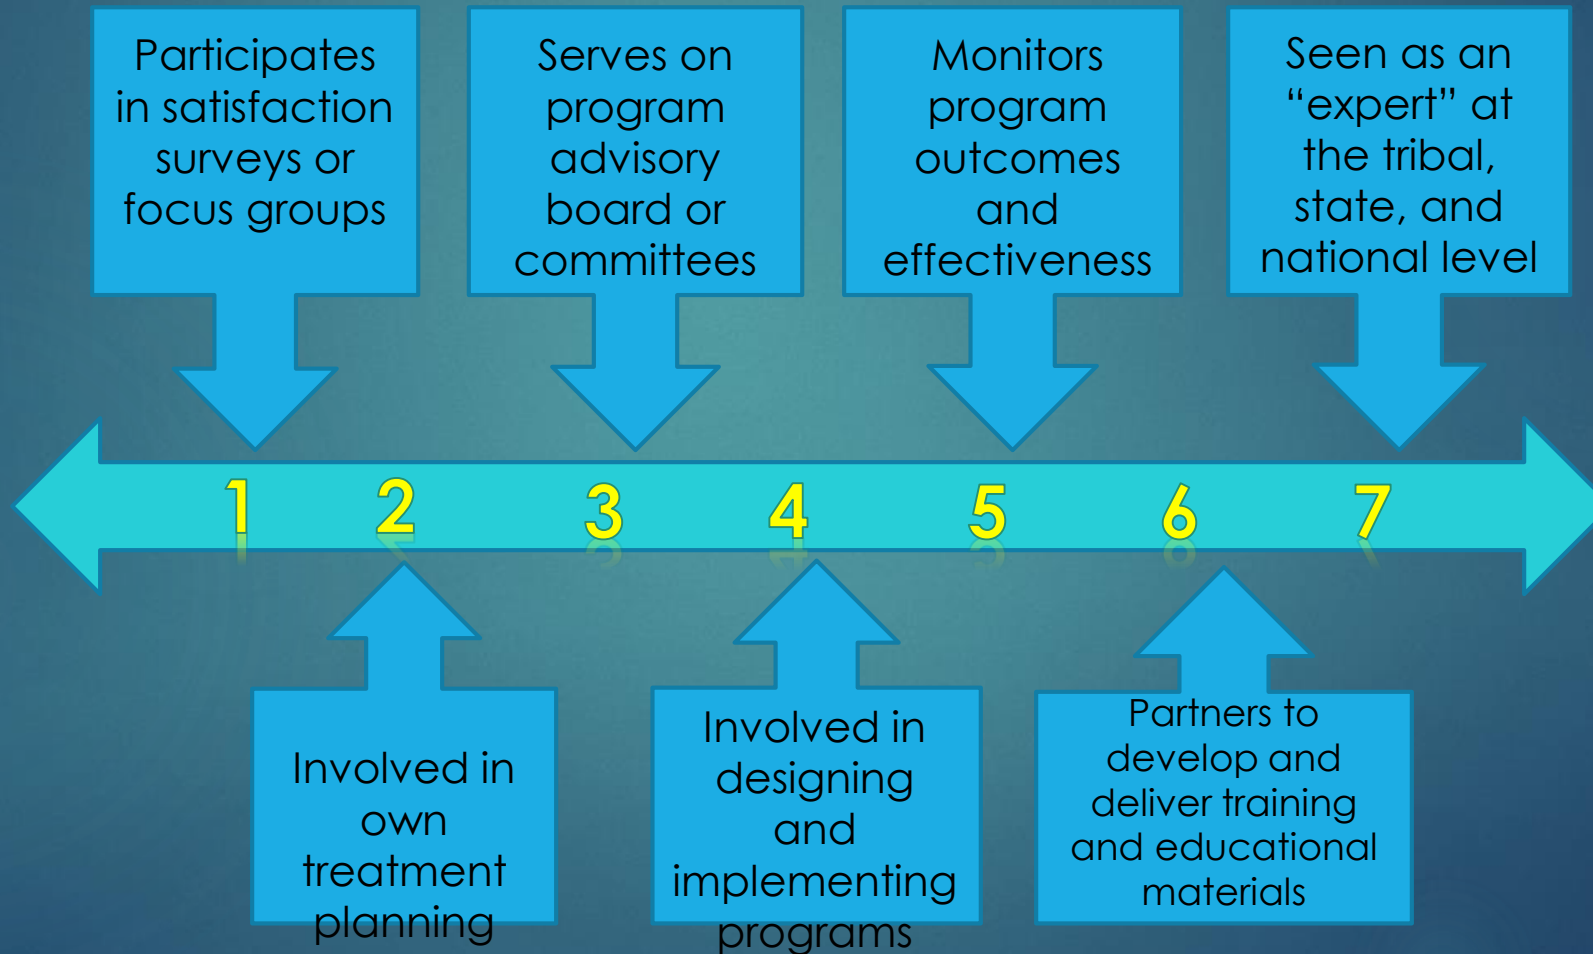 Participates
in satisfaction
surveys or
focus groups
Serves on
program
advisory
board or
committees
Monitors
program
outcomes
and
effectiveness
Seen as an
“expert” at
the tribal,
state, and
national level
1 2 3 4 5 6 7
Involved in
own
treatment
planning
Involved in
designing
and
implementing
programs
Partners to
develop and
deliver training
and educational
materials